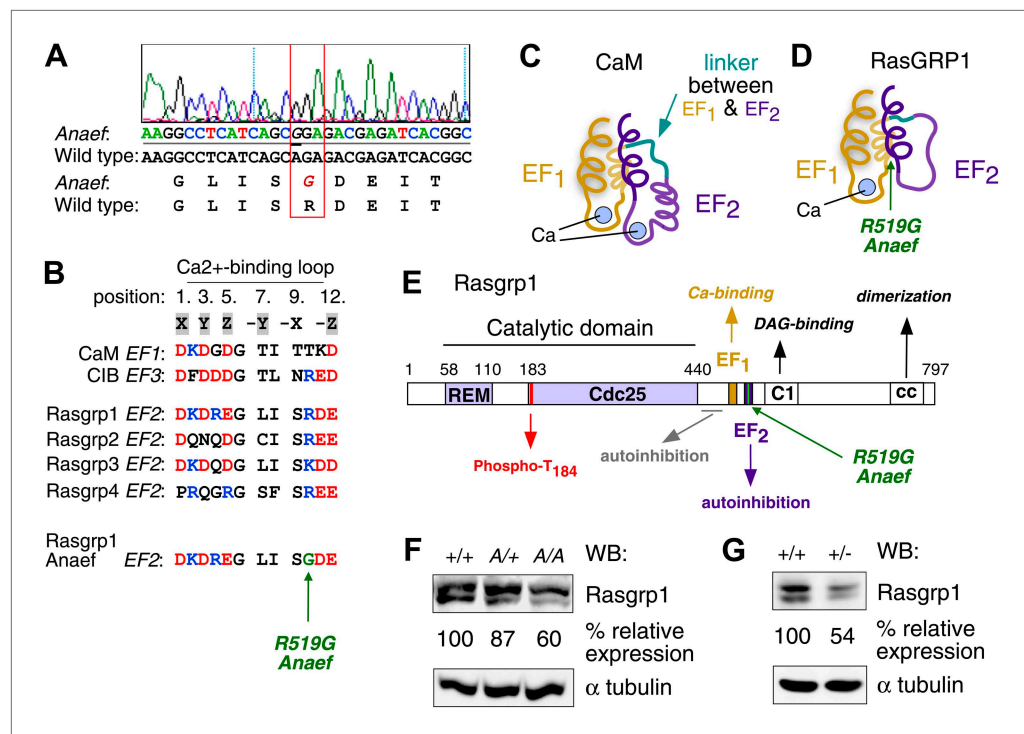 A
Anaef:
AAGGCCTCATCAGCGGAGACGAGATCACGGC
Wild type: AAGGCCTCATCAGCAGAGACGAGATCACGGC
Anaef: G L I S G D E I T
Wild type: G L I S R D E I T
B
Ca2+-binding loop
position: 1. 3. 5. 7. 9. 12.
X Y Z -Y -X -Z
CaM EF1: DKDGDG TI TTKD
CIB EF3: DFDDDG TL NRED
Rasgrp1 EF2: DKDREG LI SRDE
Rasgrp2 EF2: DQNQDG CI SREE
Rasgrp3 EF2: DKDQEG LI SKDD
Rasgrp4 EF2: PRQGRG SF SREE
Rasgrp1
Anaef EF2: DKDREG LI SGDE
R519G
Anaef
C
CaM
linker
between
EF1 & EF2
EF1
EF2
Ca
D
RasGRP1
EF1
EF2
Ca
R519G
Anaef
E
Rasgrp1
Ca-binding
dimerization
Catalytic domain
DAG-binding
1 58 110 183 440 797
EF1
REM Cdc25 C1 cc
EF2
autoinhibition
Phospho-T184
R519G
Anaef
autoinhibition
F
+/+ A/+ A/A WB:
Rasgrp1
100 87 60 % relative
expression
α tubulin
G
+/+ +/- WB:
Rasgrp1
100 54 % relative
expression
α tubulin